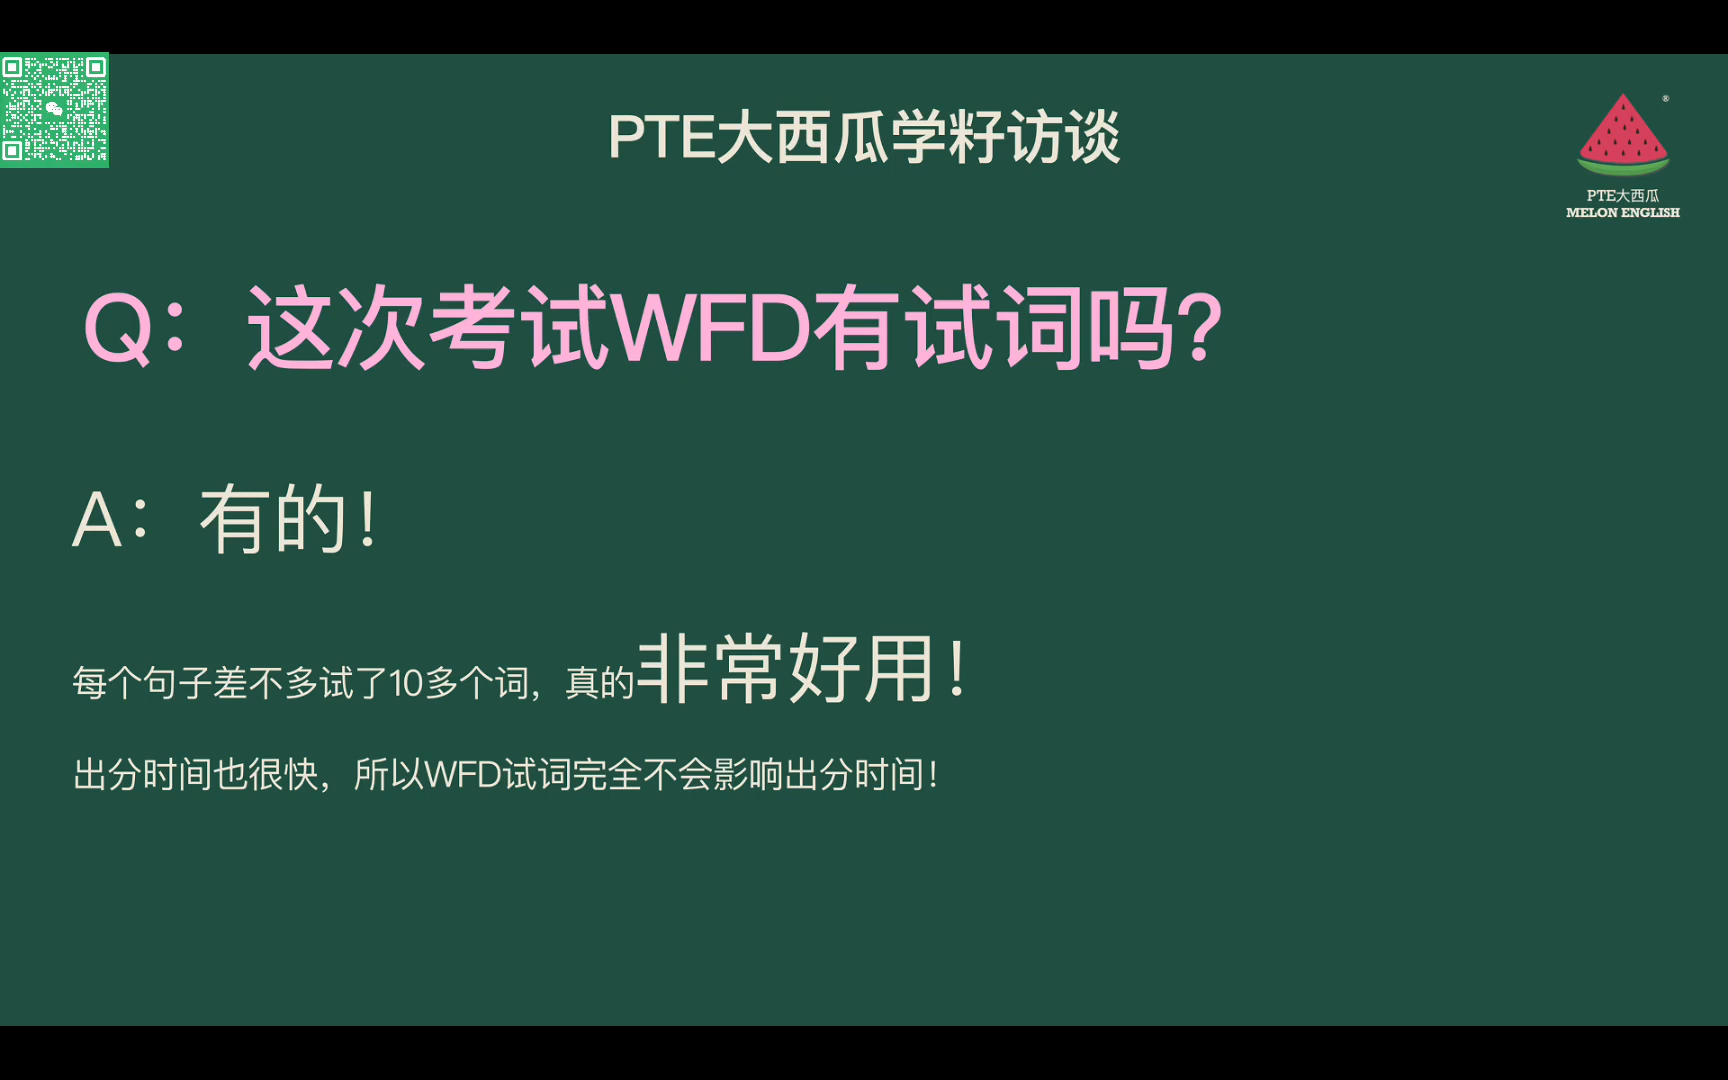 PTE大西瓜学籽访谈
®
PTE大西瓜
MELON ENGLISH
Q：这次考试WFD有试词吗?
A：有的！
每个句子差不多试了10多个词，真的非常好用！
出分时间也很快，所以WFD试词完全不会影响出分时间！